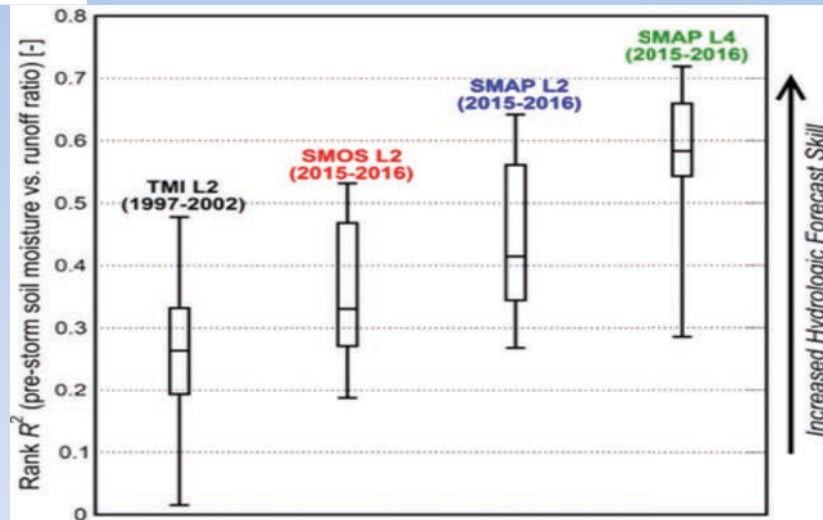 Rank R² (pre-storm soil moisture vs. runoff ratio) [-]
0.8
0.7
0.6
0.5
0.4
0.3
0.2
0.1
0
TMI L2
(1997-2002)
SMOS L2
(2015-2016)
SMAP L2
(2015-2016)
SMAP L4
(2015-2016)
Increased Hydrologic Forecast Skill